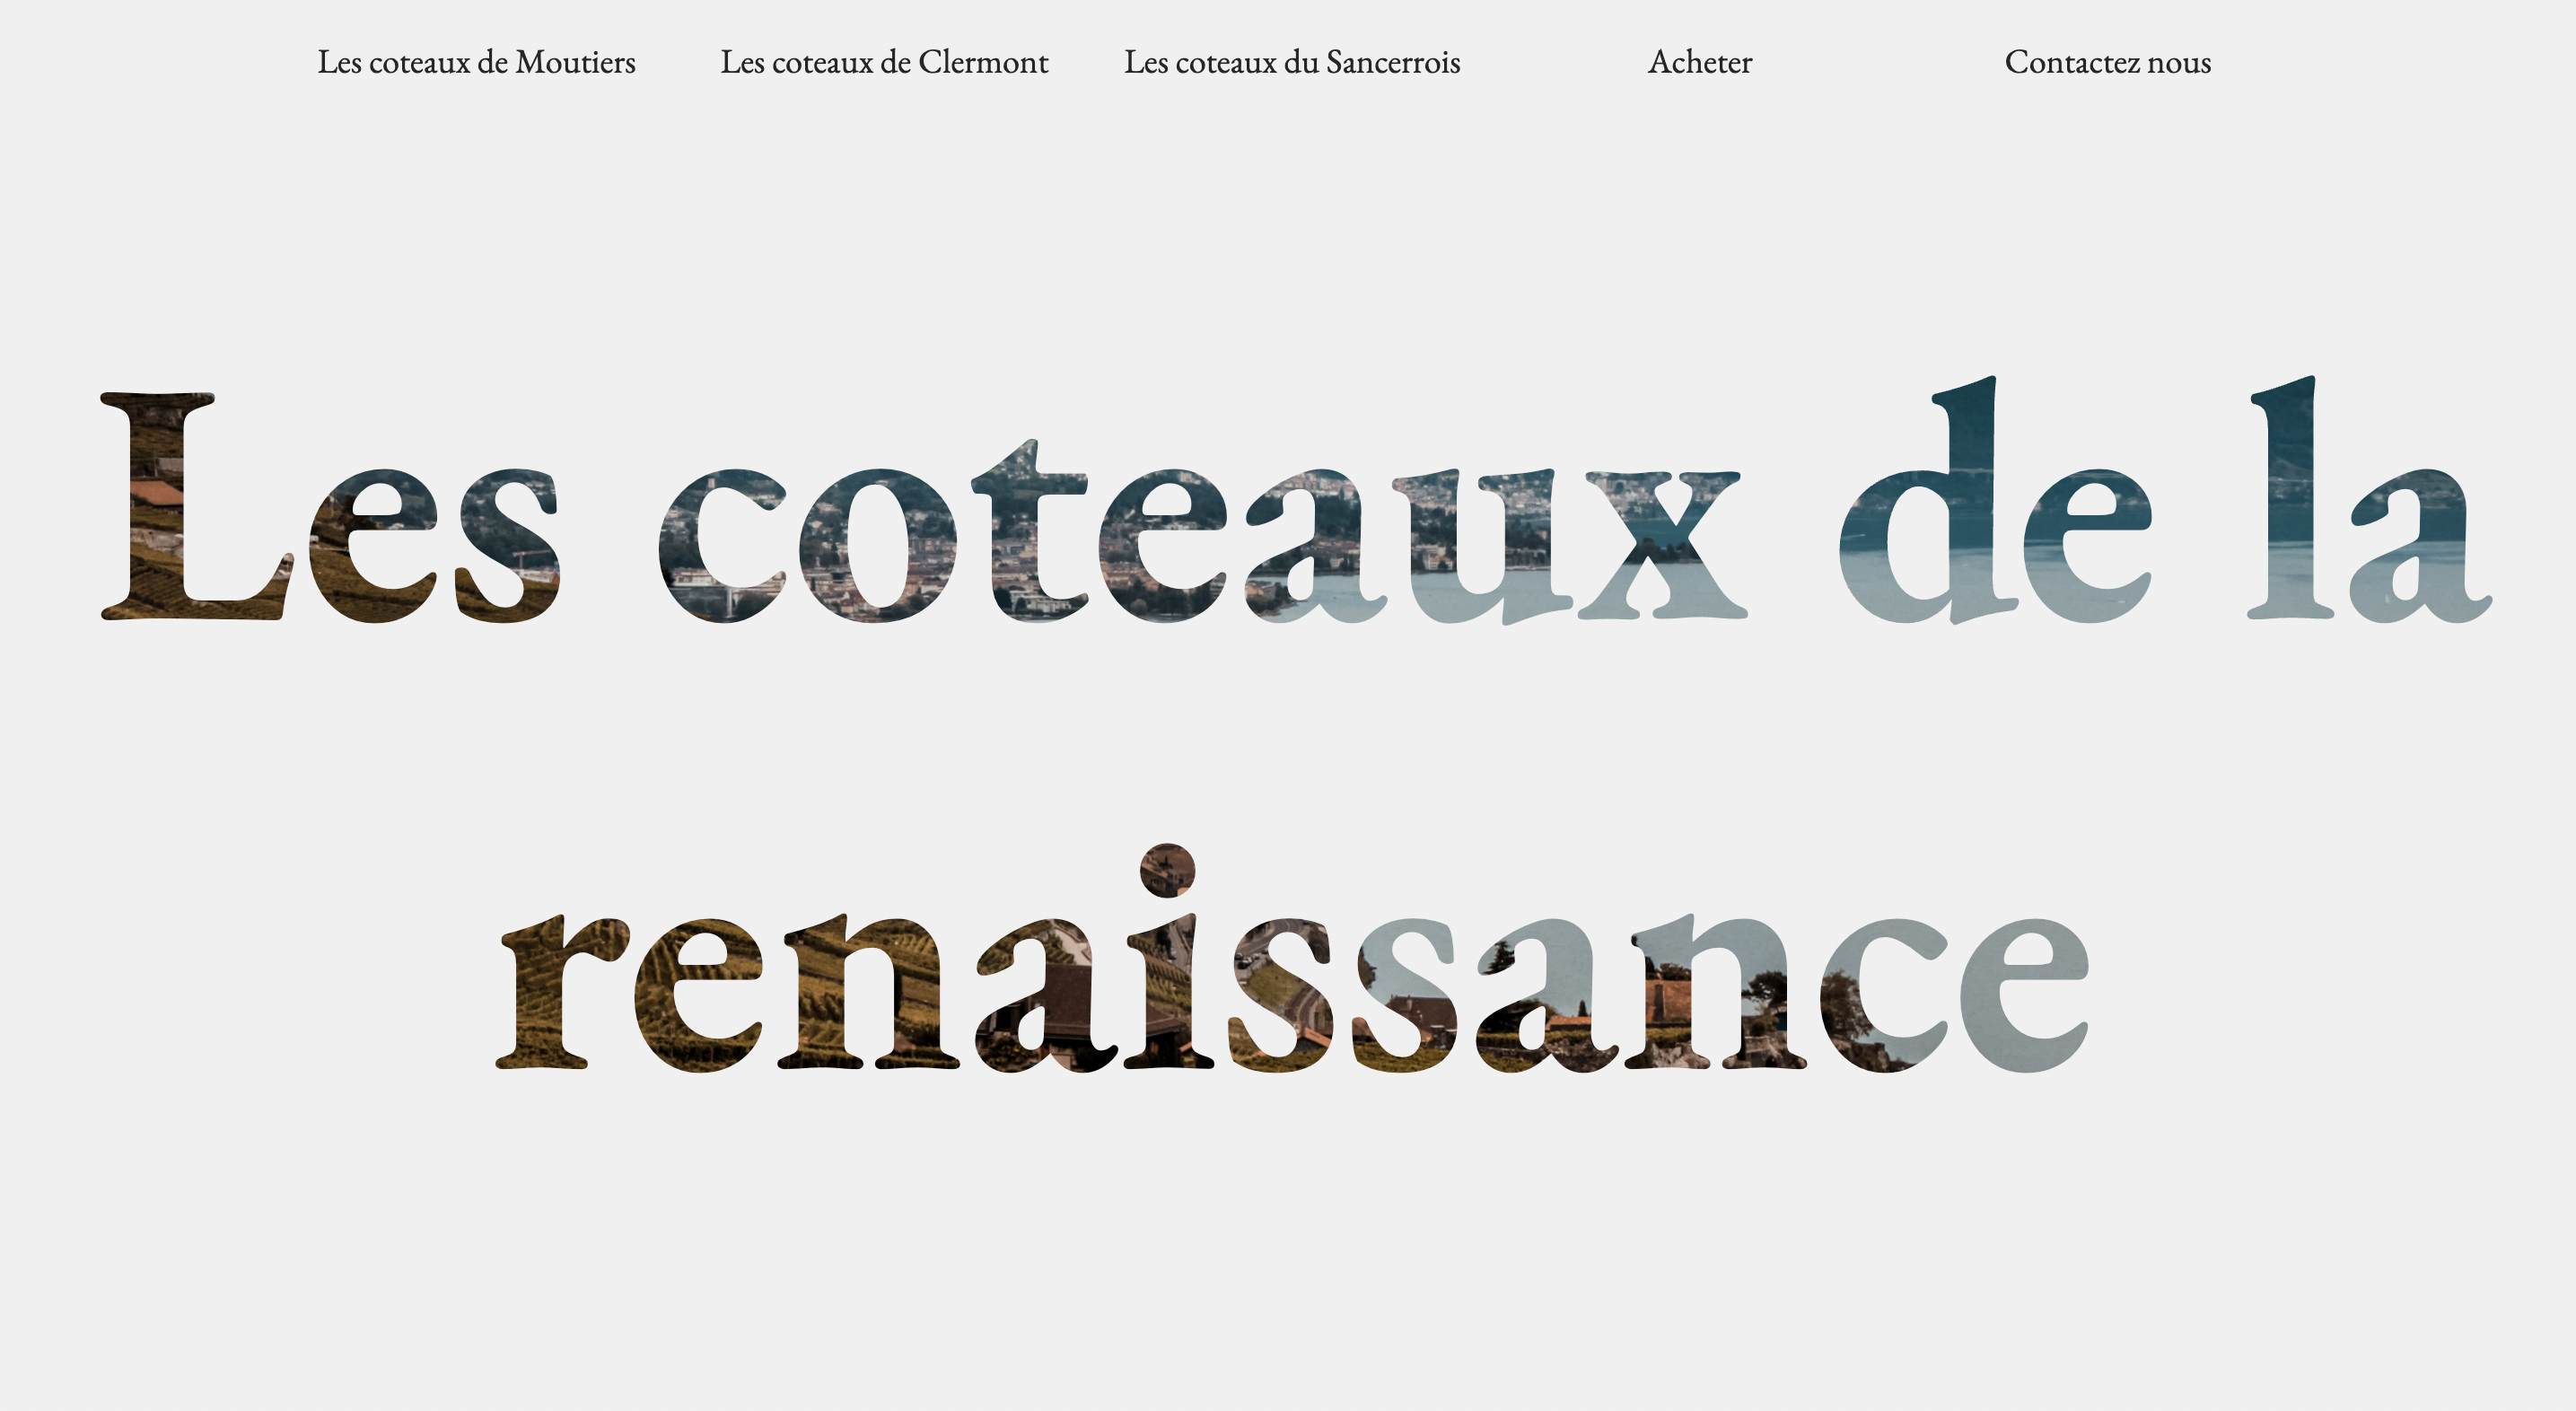 Les coteaux de Moutiers Les coteaux de Clermont Les coteaux du Sancerrois Acheter Contactez nous
Les coteaux de la
renaissance